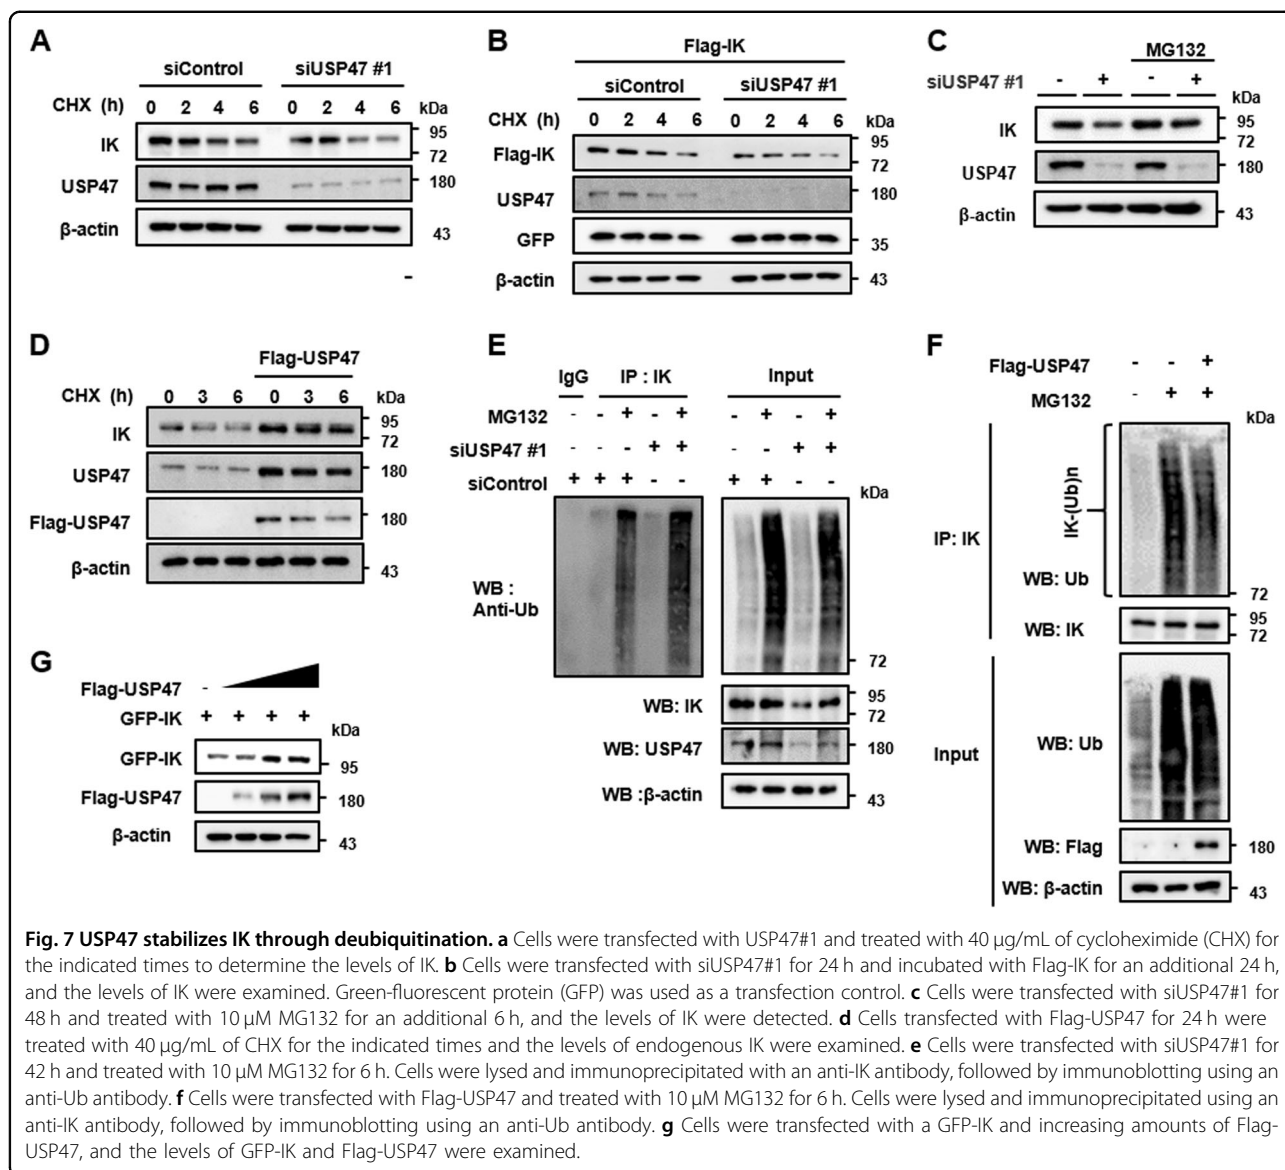 A
siControl siUSP47 #1
CHX (h) 0 2 4 6 0 2 4 6 kDa
IK 95
72
USP47 180
β-actin 43
B
Flag-IK
siControl siUSP47 #1
CHX (h) 0 2 4 6 0 2 4 6 kDa
Flag-IK 95
72
USP47 180
GFP 35
β-actin 43
C
MG132
siUSP47 #1 - + - +
kDa
IK 95
72
USP47 180
β-actin 43
D
Flag-USP47
CHX (h) 0 3 6 0 3 6 kDa
IK 95
72
USP47 180
Flag-USP47 180
β-actin 43
E
IgG IP : IK Input
MG132 - - + - + - + - +
siUSP47 #1 - - - + + - - + +
siControl + + + - - + + - -
kDa
WB :
Anti-Ub
72
WB: IK 95
72
WB: USP47 180
WB :β-actin 43
F
Flag-USP47 - - +
MG132 - + +
kDa
IP: IK
IK-(Ub)n
WB: Ub
72
WB: IK 95
72
Input
WB: Ub
WB: Flag 180
WB: β-actin 43
G
Flag-USP47 -
GFP-IK + + + +
kDa
GFP-IK 95
Flag-USP47 180
β-actin 43
Fig. 7 USP47 stabilizes IK through deubiquitination. a Cells were transfected with USP47#1 and treated with 40 µg/mL of cycloheximide (CHX) for
the indicated times to determine the levels of IK. b Cells were transfected with siUSP47#1 for 24 h and incubated with Flag-IK for an additional 24 h,
and the levels of IK were examined. Green-fluorescent protein (GFP) was used as a transfection control. c Cells were transfected with siUSP47#1 for
48 h and treated with 10 µM MG132 for an additional 6 h, and the levels of IK were detected. d Cells transfected with Flag-USP47 for 24 h were
treated with 40 µg/mL of CHX for the indicated times and the levels of endogenous IK were examined. e Cells were transfected with siUSP47#1 for
42 h and treated with 10 µM MG132 for 6 h. Cells were lysed and immunoprecipitated with an anti-IK antibody, followed by immunoblotting using an
anti-Ub antibody. f Cells were transfected with Flag-USP47 and treated with 10 µM MG132 for 6 h. Cells were lysed and immunoprecipitated using an
anti-IK antibody, followed by immunoblotting using an anti-Ub antibody. g Cells were transfected with a GFP-IK and increasing amounts of Flag-
USP47, and the levels of GFP-IK and Flag-USP47 were examined.